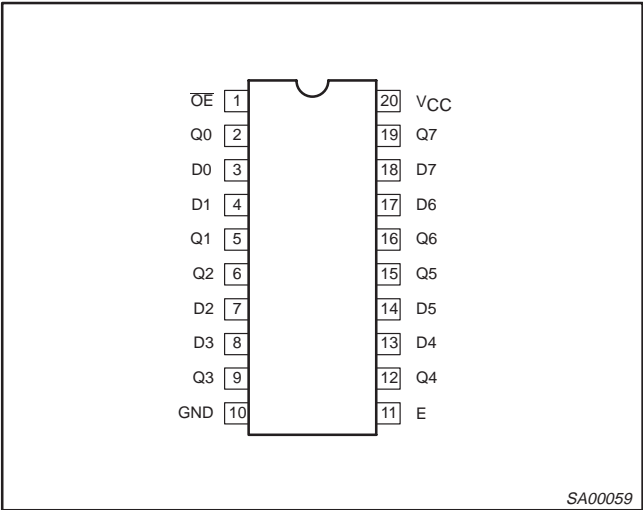 O̅E̅ 1 20 VCC
Q0 2 19 Q7
D0 3 18 D7
D1 4 17 D6
Q1 5 16 Q6
Q2 6 15 Q5
D2 7 14 D5
D3 8 13 D4
Q3 9 12 Q4
GND 10 11 E
SA00059